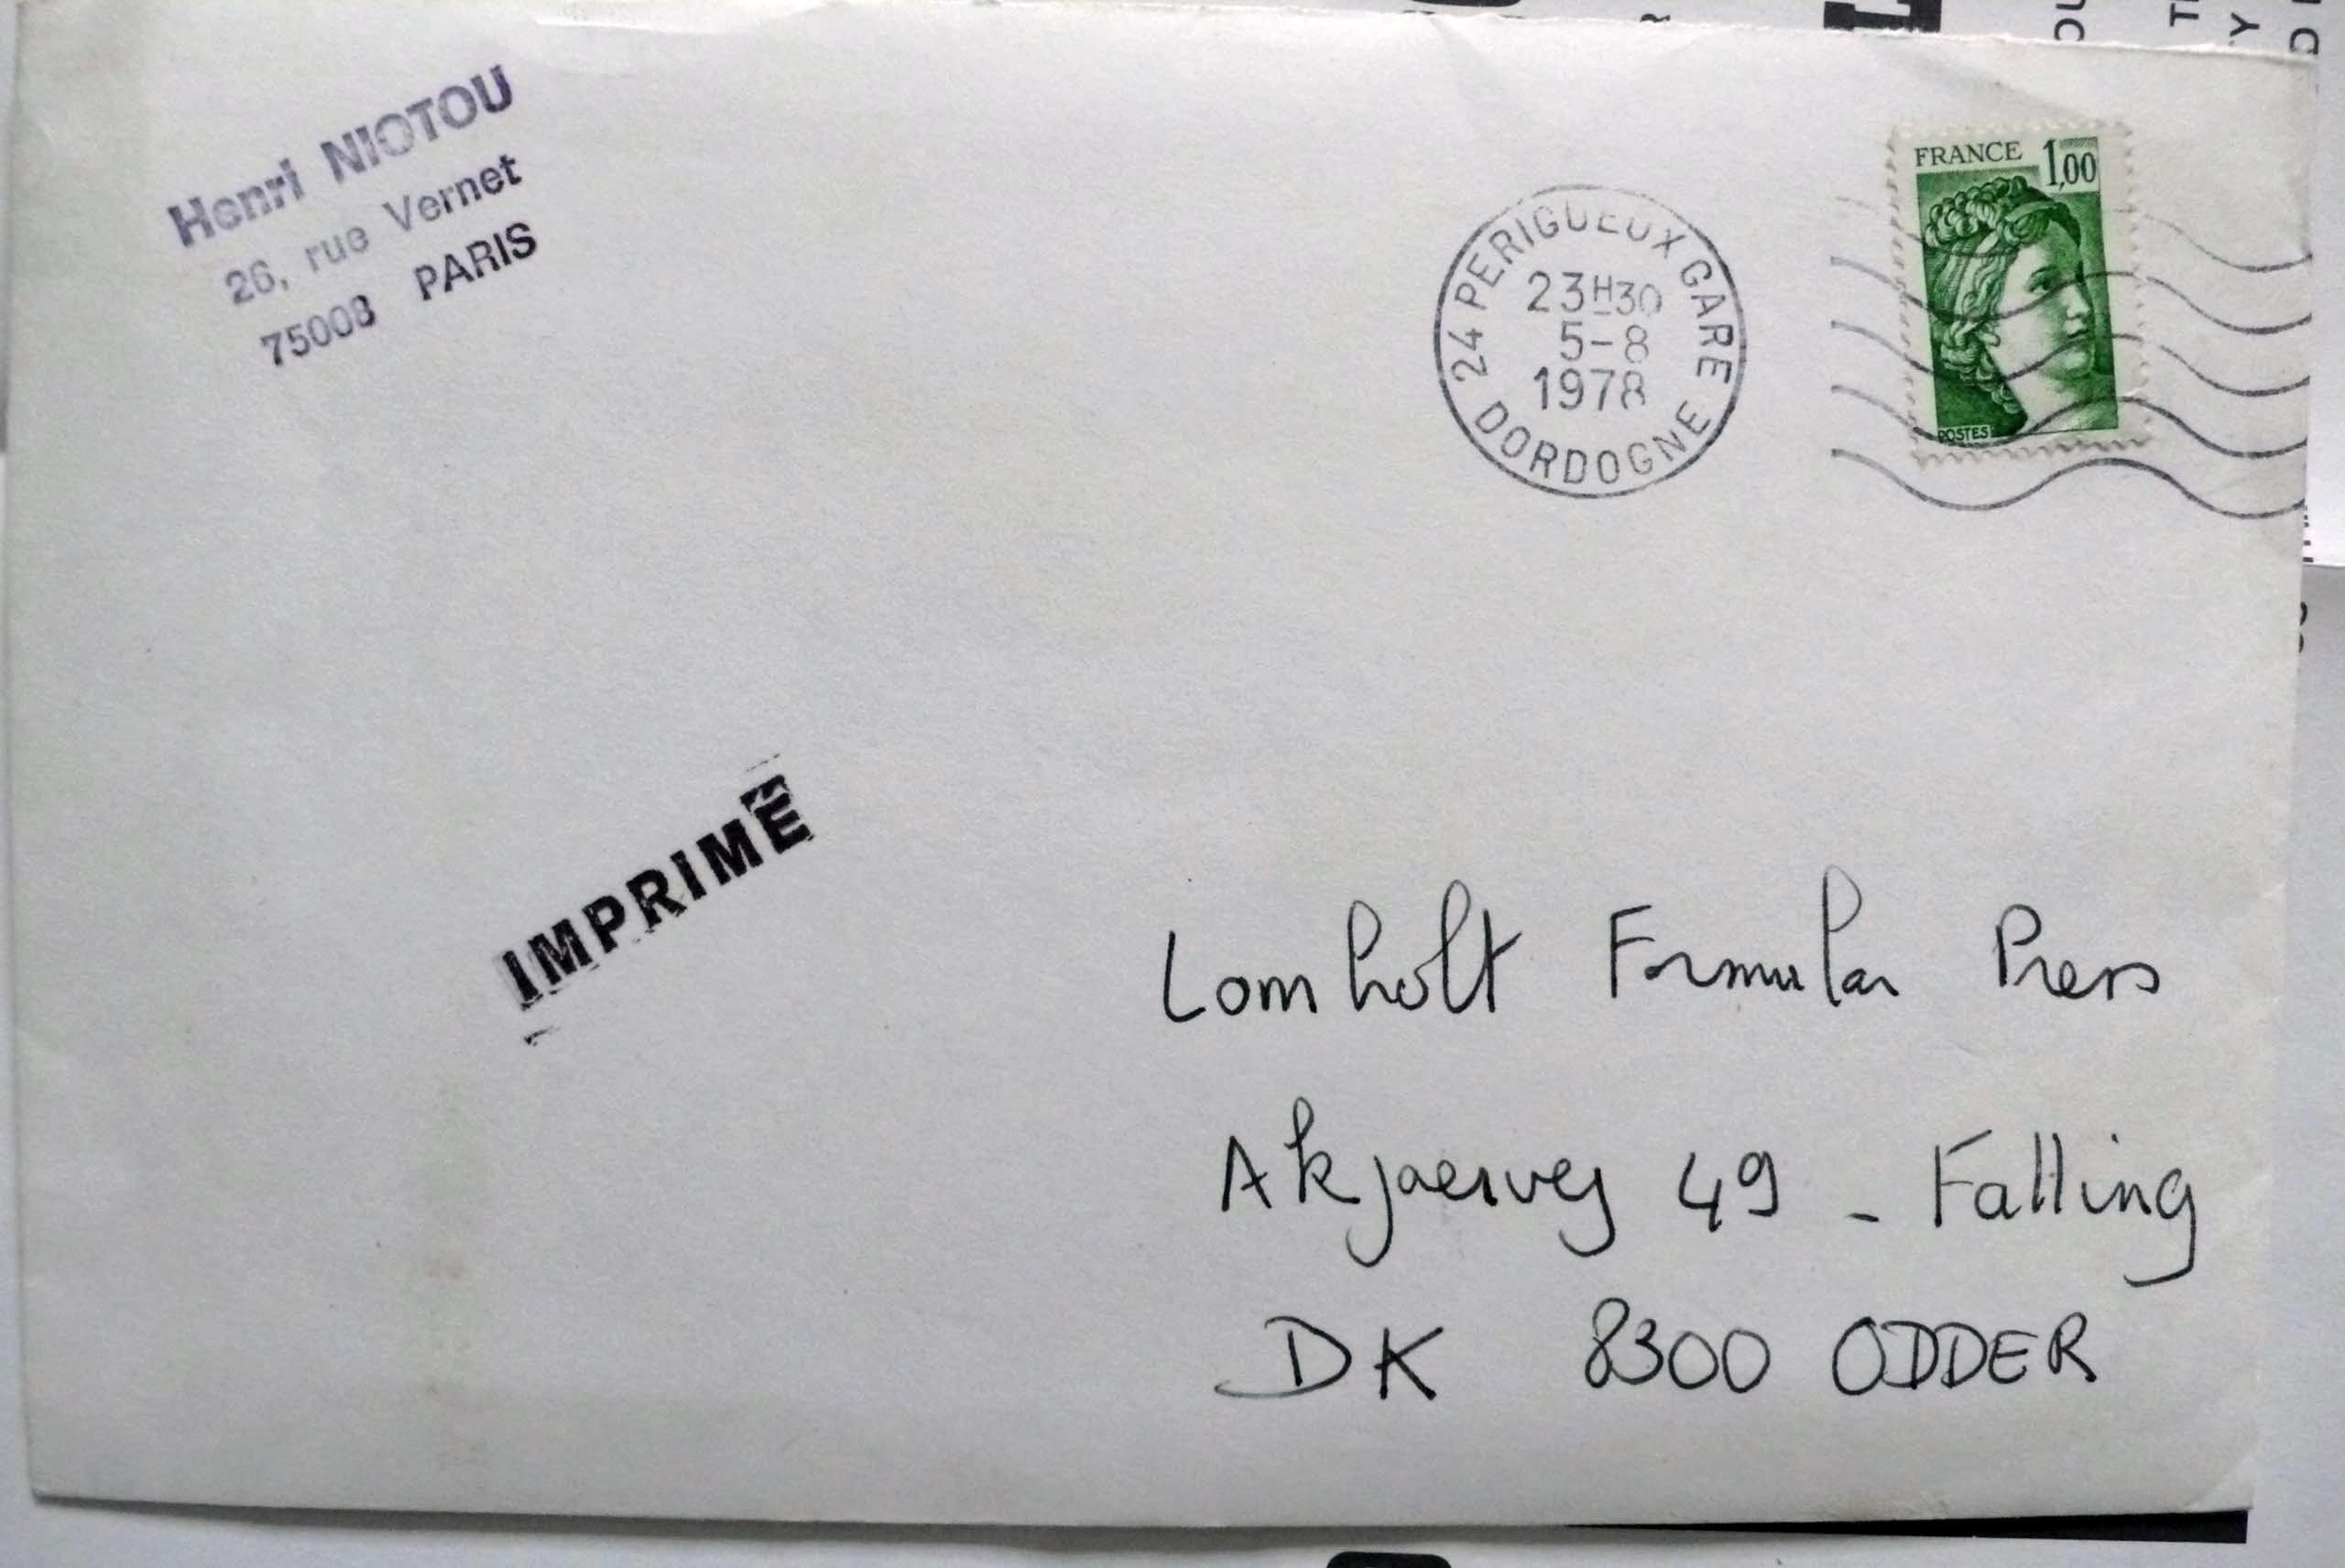 Henri NIOTOU
26, rue Vernet
75008 PARIS
24 PERIGUEUX GARE
23H30
5-8
1978
DORDOGNE
FRANCE 1,00
POSTES
IMPRIMÉ
Lomholt Formular Press
Akjaervej 49 - Falling
DK 8300 ODDER